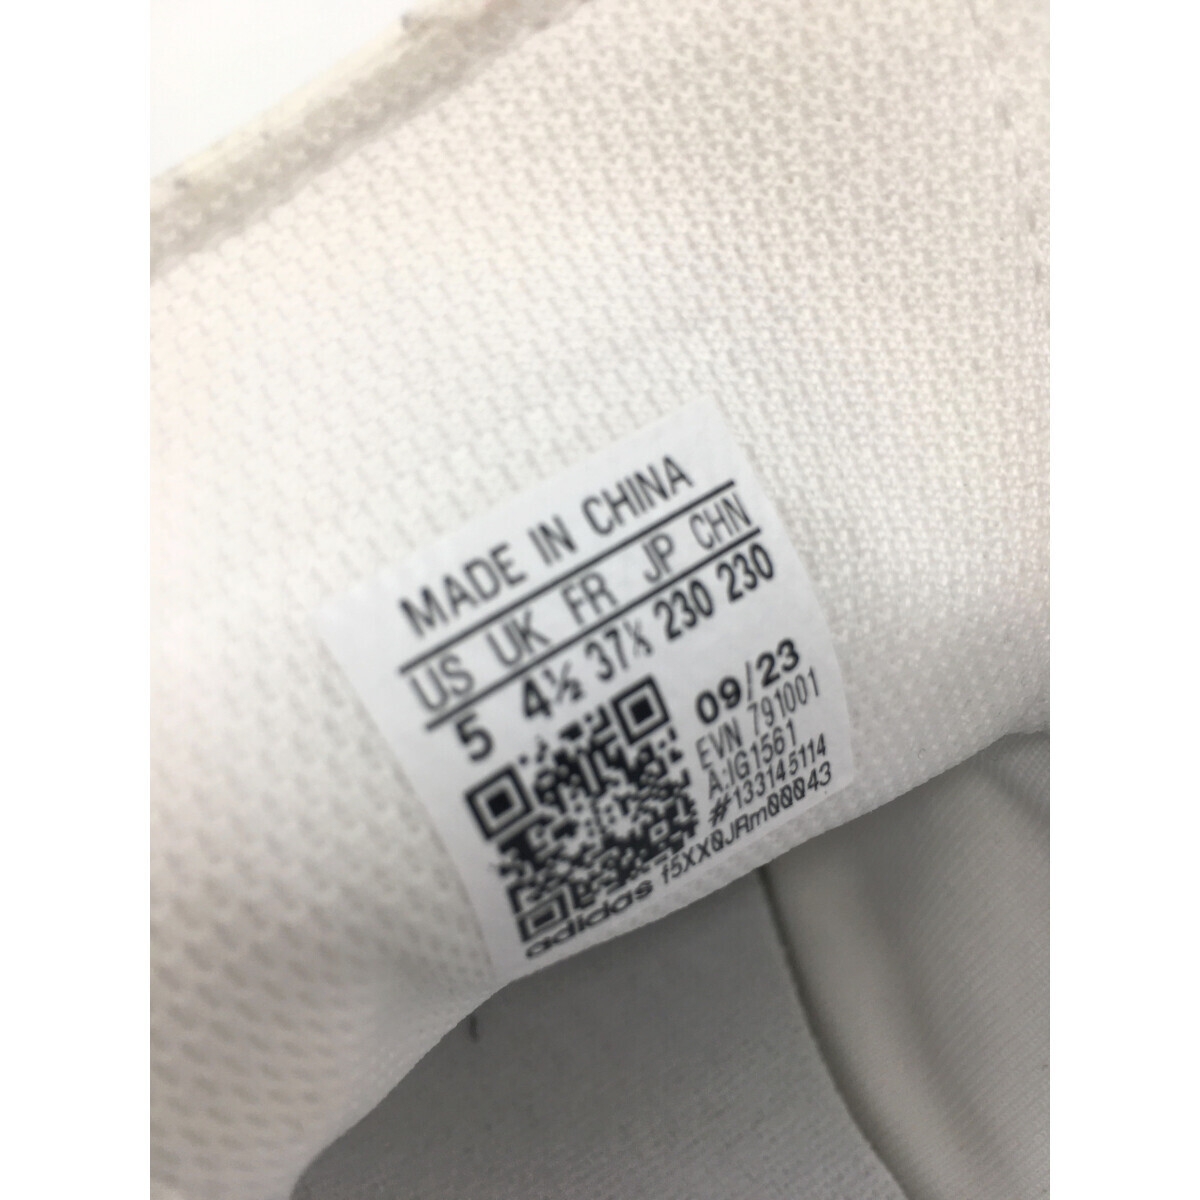 MADE IN CHINA
US UK FR JP CHN
5 4½ 37⅓ 230 230
09/23
EVN 791001
A:IG1561
#133145114
adidas f5XX0JRm00043